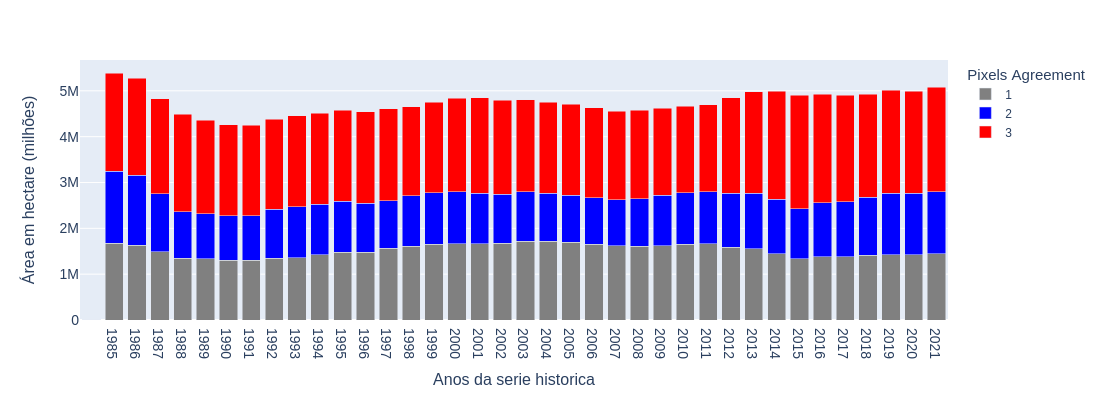 Pixels Agreement
1
2
3
Área em hectare (milhões)
5M
4M
3M
2M
1M
0
1985 1986 1987 1988 1989 1990 1991 1992 1993 1994 1995 1996 1997 1998 1999 2000 2001 2002 2003 2004 2005 2006 2007 2008 2009 2010 2011 2012 2013 2014 2015 2016 2017 2018 2019 2020 2021
Anos da serie historica